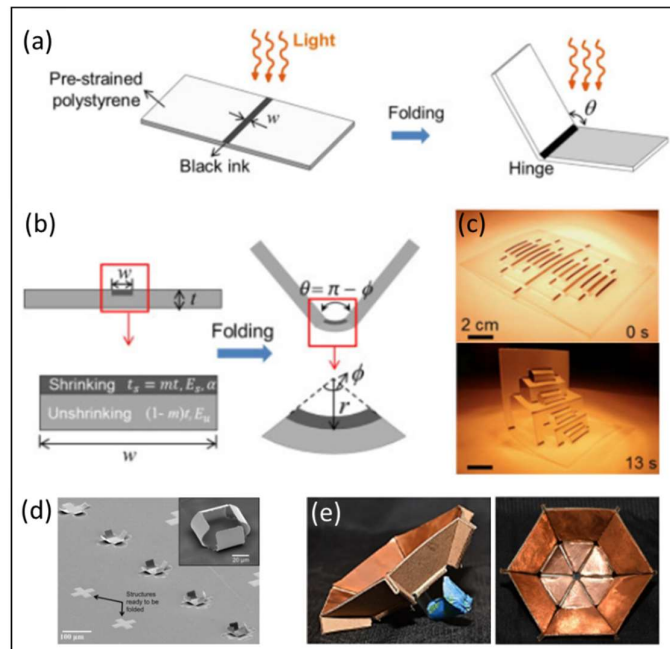 (a)
Light
Pre-strained
polystyrene
w
Black ink
Folding
θ
Hinge
(b)
w
t
Folding
θ = π − ϕ
Shrinking t_s = mt, E_s, α
Unshrinking (1- m)t, E_u
w
ϕ
r
(c)
2 cm
0 s
13 s
(d)
20 μm
Structures
ready to be
folded
100 μm
(e)